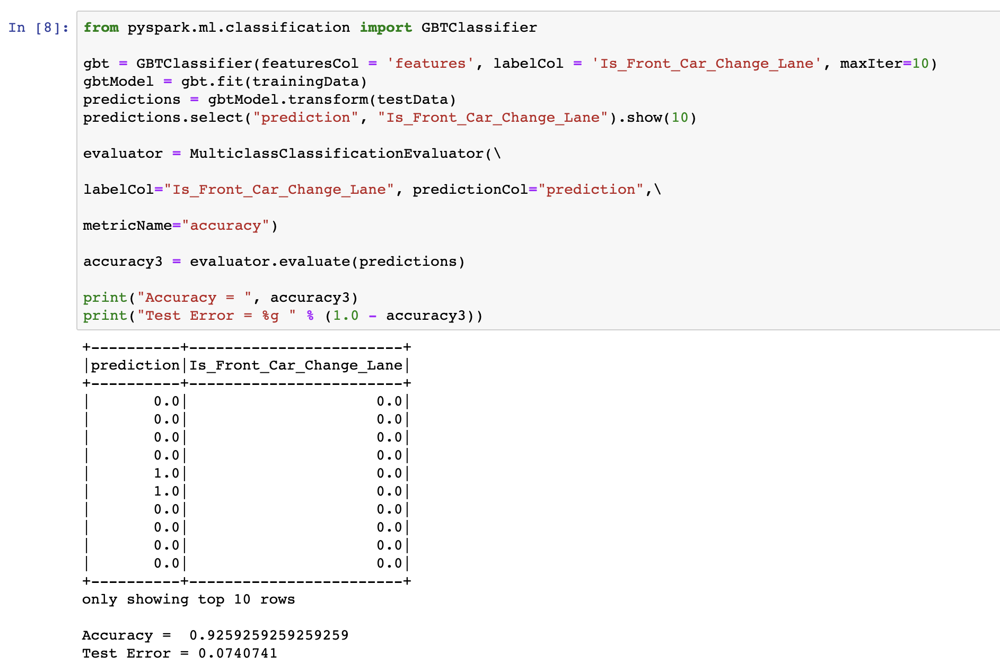 In [8]: from pyspark.ml.classification import GBTClassifier
gbt = GBTClassifier(featuresCol = 'features', labelCol = 'Is_Front_Car_Change_Lane', maxIter=10)
gbtModel = gbt.fit(trainingData)
predictions = gbtModel.transform(testData)
predictions.select("prediction", "Is_Front_Car_Change_Lane").show(10)
evaluator = MulticlassClassificationEvaluator(\
labelCol="Is_Front_Car_Change_Lane", predictionCol="prediction",\
metricName="accuracy")
accuracy3 = evaluator.evaluate(predictions)
print("Accuracy = ", accuracy3)
print("Test Error = %g " % (1.0 - accuracy3))
+----------+------------------------+
|prediction|Is_Front_Car_Change_Lane|
+----------+------------------------+
|       0.0|                     0.0|
|       0.0|                     0.0|
|       0.0|                     0.0|
|       0.0|                     0.0|
|       1.0|                     0.0|
|       1.0|                     0.0|
|       0.0|                     0.0|
|       0.0|                     0.0|
|       0.0|                     0.0|
|       0.0|                     0.0|
+----------+------------------------+
only showing top 10 rows
Accuracy =  0.9259259259259259
Test Error = 0.0740741